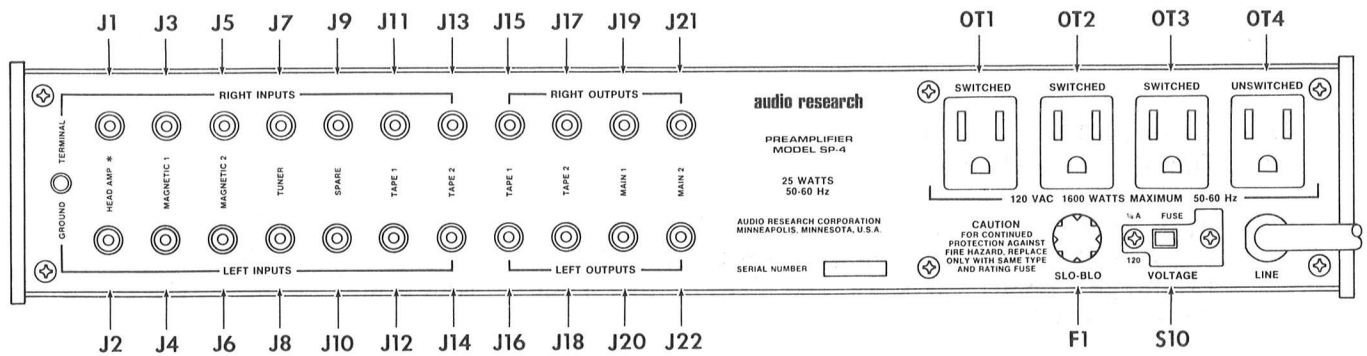 J1 J3 J5 J7 J9 J11 J13 J15 J17 J19 J21 OT1 OT2 OT3 OT4
RIGHT INPUTS
RIGHT OUTPUTS
audio research
SWITCHED SWITCHED SWITCHED UNSWITCHED
GROUND TERMINAL
HEAD AMP *
MAGNETIC 1
MAGNETIC 2
TUNER
SPARE
TAPE 1
TAPE 2
TAPE 1
TAPE 2
MAIN 1
MAIN 2
PREAMPLIFIER
MODEL SP-4
25 WATTS
50-60 Hz
AUDIO RESEARCH CORPORATION
MINNEAPOLIS, MINNESOTA, U.S.A.
SERIAL NUMBER
120 VAC 1600 WATTS MAXIMUM 50-60 Hz
CAUTION
FOR CONTINUED
PROTECTION AGAINST
FIRE HAZARD, REPLACE
ONLY WITH SAME TYPE
AND RATING FUSE
SLO-BLO
¼ A FUSE
120
VOLTAGE
LINE
LEFT INPUTS
LEFT OUTPUTS
J2 J4 J6 J8 J10 J12 J14 J16 J18 J20 J22 F1 S10